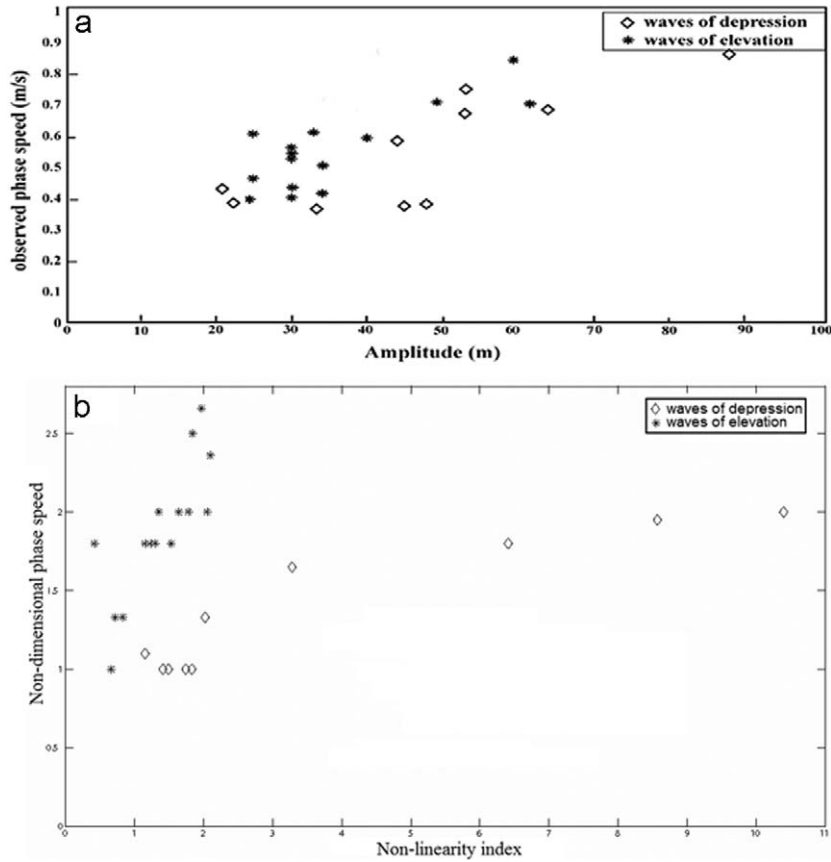 a
waves of depression
waves of elevation
observed phase speed (m/s)
1
0.9
0.8
0.7
0.6
0.5
0.4
0.3
0.2
0.1
0
0 10 20 30 40 50 60 70 80 90 100
Amplitude (m)
b
waves of depression
waves of elevation
Non-dimensional phase speed
2.5
2
1.5
1
0.5
0
0 1 2 3 4 5 6 7 8 9 10 11
Non-linearity index